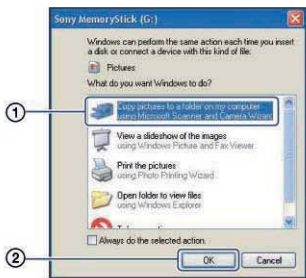 Sony MemoryStick (G:)
Windows can perform the same action each time you insert
a disk or connect a device with this kind of file:
Pictures
What do you want Windows to do?
1
Copy pictures to a folder on my computer
using Microsoft Scanner and Camera Wizard
View a slideshow of the images
using Windows Picture and Fax Viewer
Print the pictures
using Photo Printing Wizard
Open folder to view files
using Windows Explorer
Always do the selected action.
2
OK
Cancel